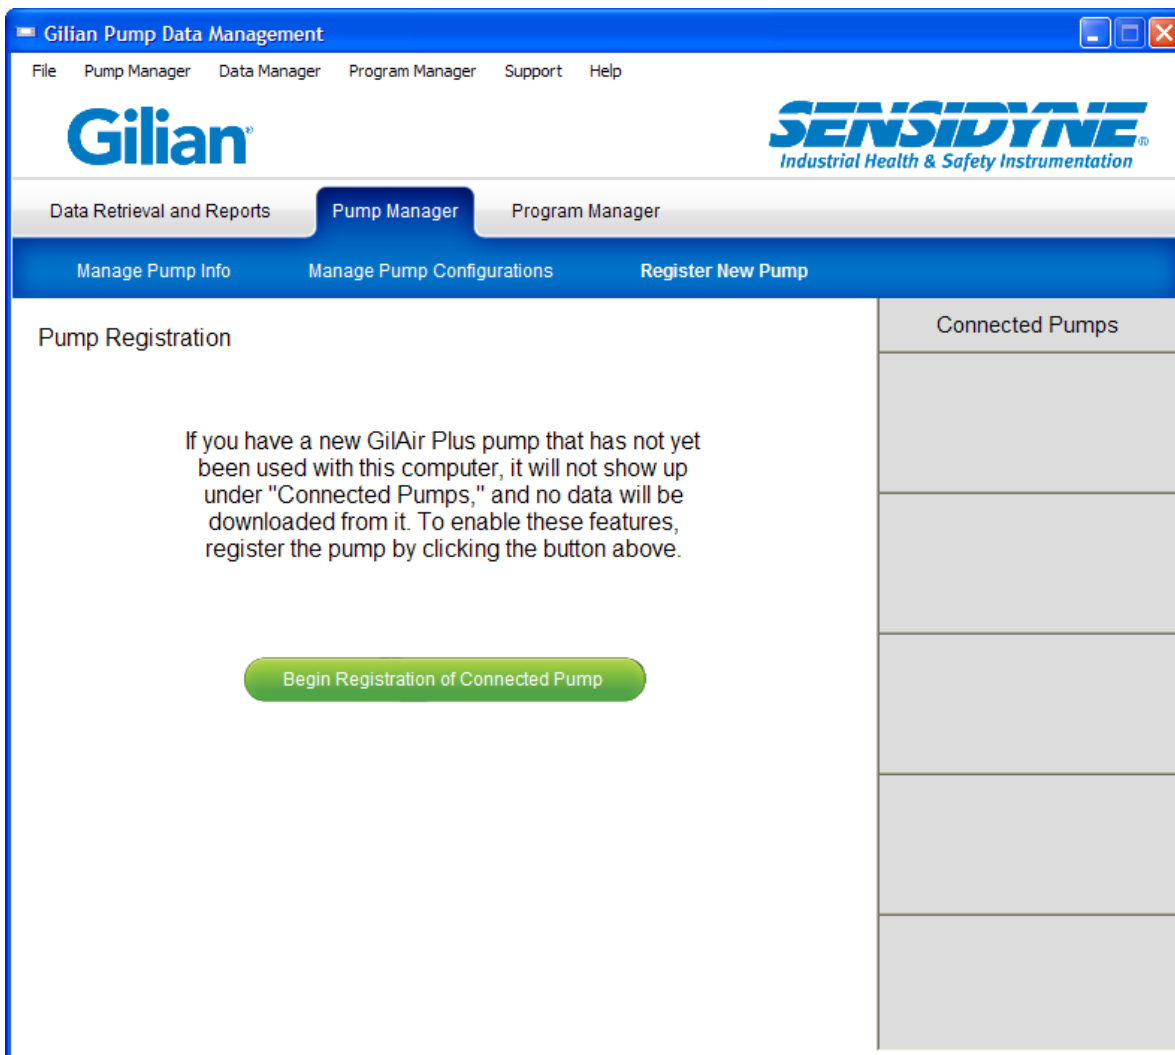 Gilian Pump Data Management
File Pump Manager Data Manager Program Manager Support Help
Gilian®
SENSIDYNE®
Industrial Health & Safety Instrumentation
Data Retrieval and Reports Pump Manager Program Manager
Manage Pump Info Manage Pump Configurations Register New Pump
Pump Registration
Connected Pumps
If you have a new GilAir Plus pump that has not yet
been used with this computer, it will not show up
under "Connected Pumps," and no data will be
downloaded from it. To enable these features,
register the pump by clicking the button above.
Begin Registration of Connected Pump